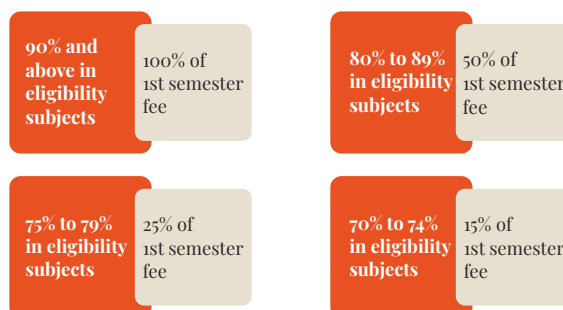 90% and
above in
eligibility
subjects
100% of
1st semester
fee
80% to 89%
in eligibility
subjects
50% of
1st semester
fee
75% to 79%
in eligibility
subjects
25% of
1st semester
fee
70% to 74%
in eligibility
subjects
15% of
1st semester
fee